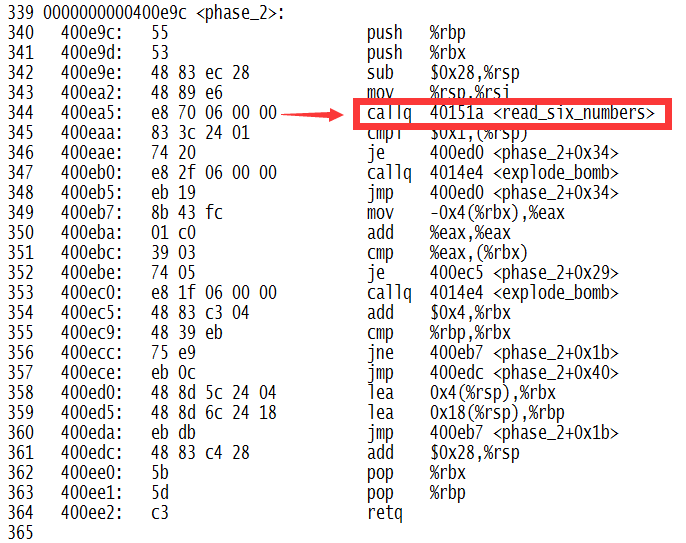 339 0000000000400e9c <phase_2>:
340 400e9c: 55 push %rbp
341 400e9d: 53 push %rbx
342 400e9e: 48 83 ec 28 sub $0x28,%rsp
343 400ea2: 48 89 e6 mov %rsp,%rsi
344 400ea5: e8 70 06 00 00 callq 40151a <read_six_numbers>
345 400eaa: 83 3c 24 01 cmpl $0x1,(%rsp)
346 400eae: 74 20 je 400ed0 <phase_2+0x34>
347 400eb0: e8 2f 06 00 00 callq 4014e4 <explode_bomb>
348 400eb5: eb 19 jmp 400ed0 <phase_2+0x34>
349 400eb7: 8b 43 fc mov -0x4(%rbx),%eax
350 400eba: 01 c0 add %eax,%eax
351 400ebc: 39 03 cmp %eax,(%rbx)
352 400ebe: 74 05 je 400ec5 <phase_2+0x29>
353 400ec0: e8 1f 06 00 00 callq 4014e4 <explode_bomb>
354 400ec5: 48 83 c3 04 add $0x4,%rbx
355 400ec9: 48 39 eb cmp %rbp,%rbx
356 400ecc: 75 e9 jne 400eb7 <phase_2+0x1b>
357 400ece: eb 0c jmp 400edc <phase_2+0x40>
358 400ed0: 48 8d 5c 24 04 lea 0x4(%rsp),%rbx
359 400ed5: 48 8d 6c 24 18 lea 0x18(%rsp),%rbp
360 400eda: eb db jmp 400eb7 <phase_2+0x1b>
361 400edc: 48 83 c4 28 add $0x28,%rsp
362 400ee0: 5b pop %rbx
363 400ee1: 5d pop %rbp
364 400ee2: c3 retq
365